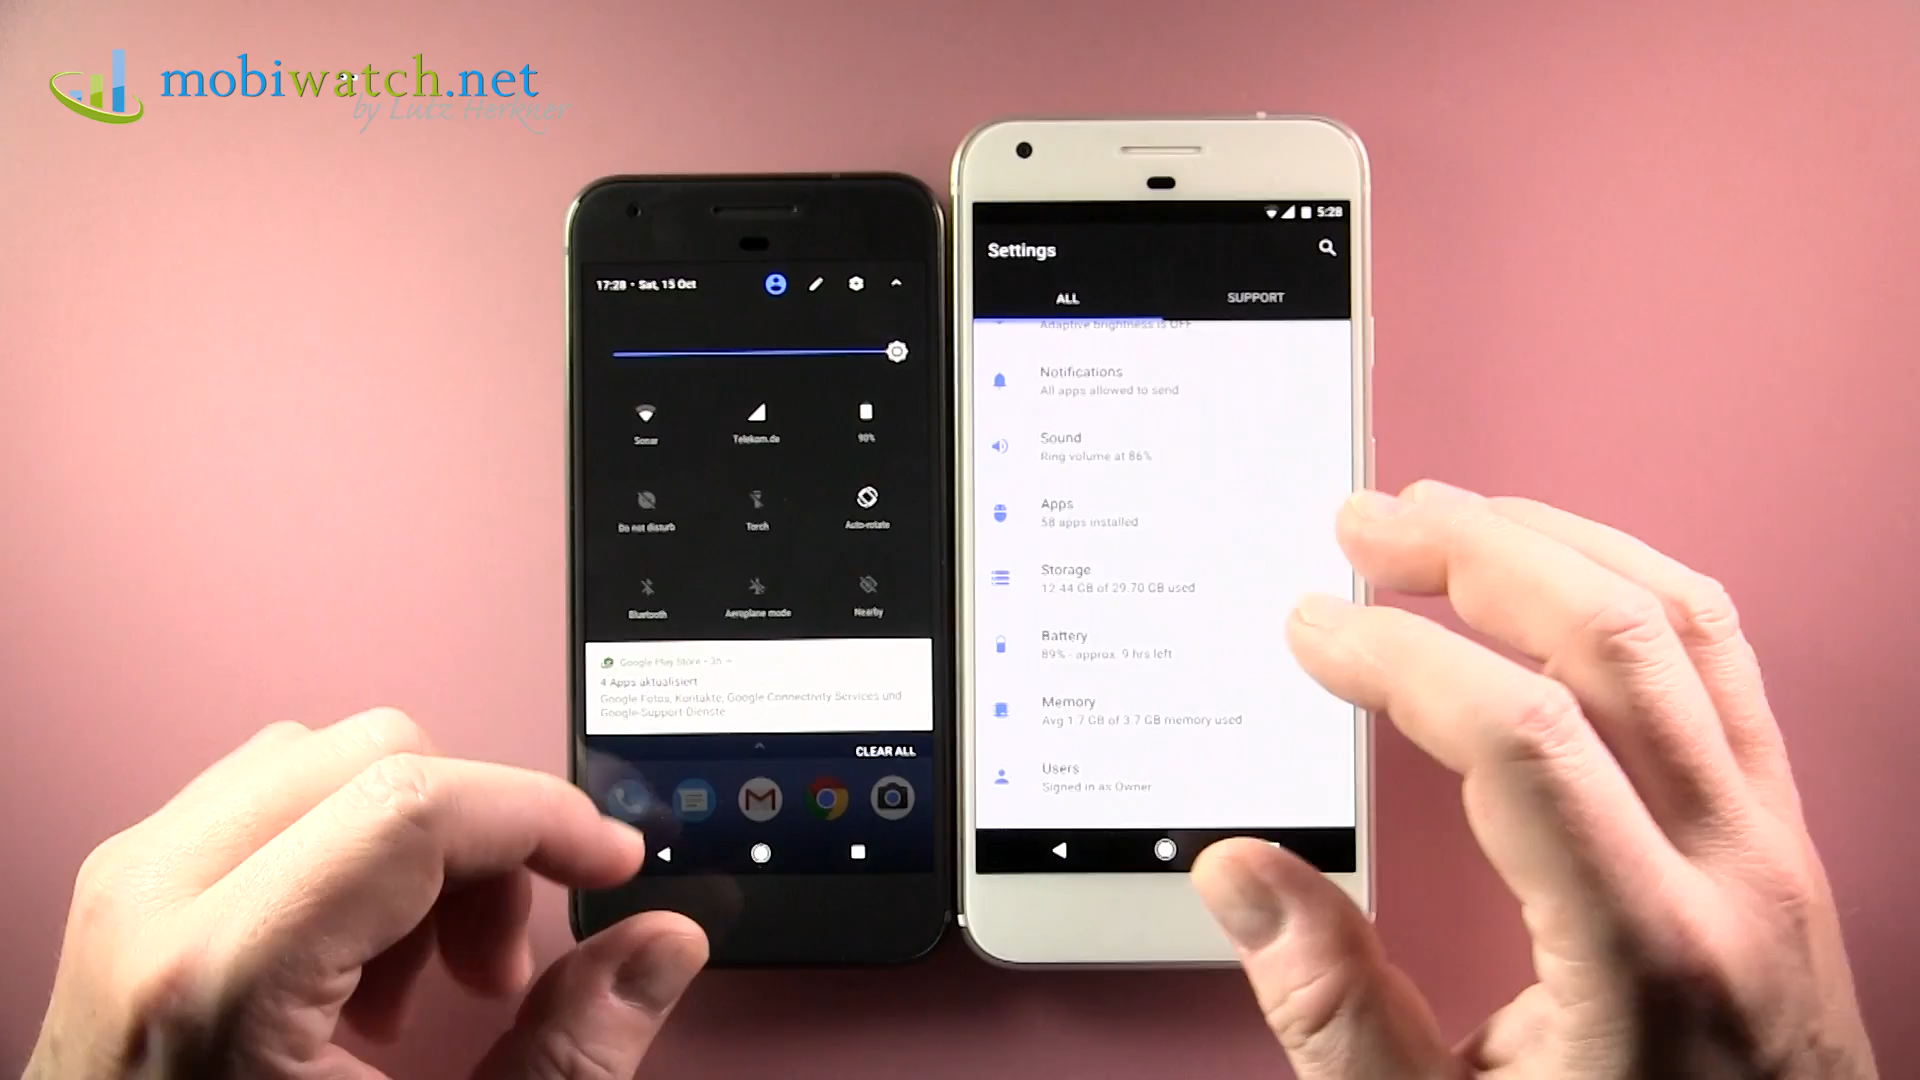 mobiwatch.net
by Lutz Herkner
17:28 • Sat, 15 Oct
Sonar
Telekom.de
90%
Do not disturb
Torch
Auto-rotate
Bluetooth
Aeroplane mode
Nearby
Google Play Store • 3h
4 Apps aktualisiert
Google Fotos, Kontakte, Google Connectivity Services und
Google-Support Dienste
CLEAR ALL
5:28
Settings
ALL
SUPPORT
Adaptive brightness is OFF
Notifications
All apps allowed to send
Sound
Ring volume at 86%
Apps
58 apps installed
Storage
12.44 GB of 29.70 GB used
Battery
89% - approx. 9 hrs left
Memory
Avg 1.7 GB of 3.7 GB memory used
Users
Signed in as Owner